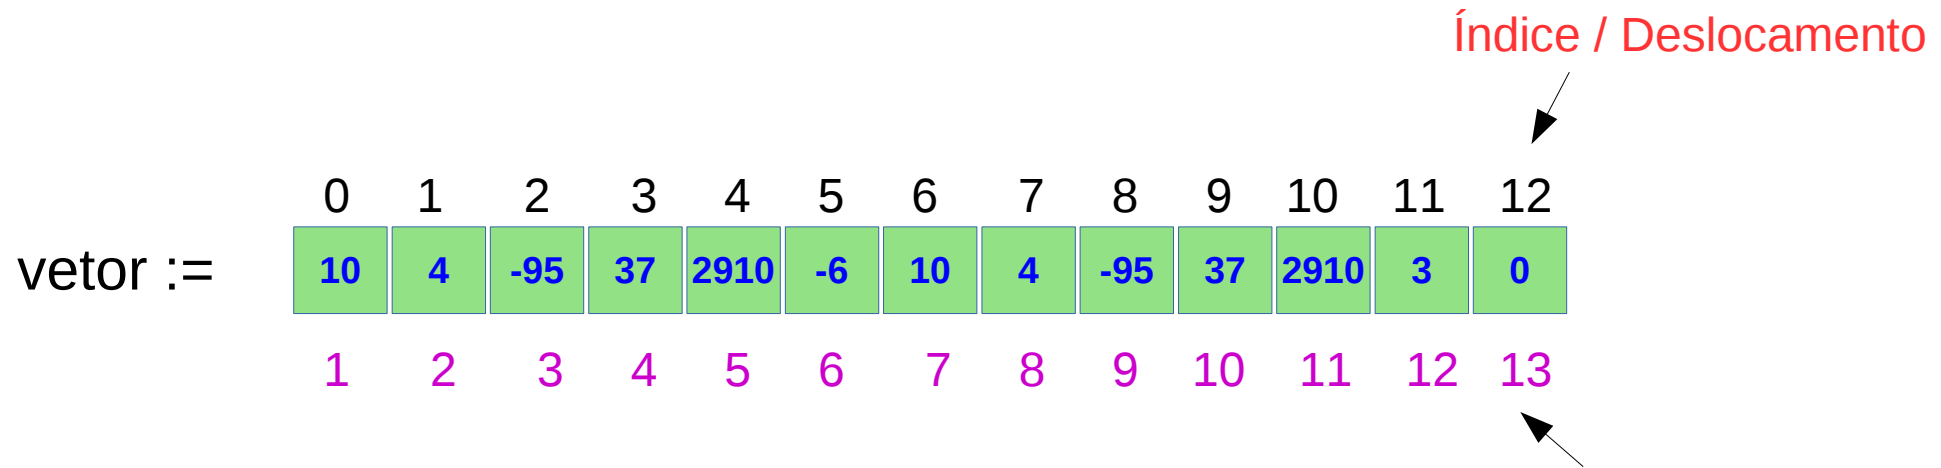 Índice / Deslocamento
0 1 2 3 4 5 6 7 8 9 10 11 12
vetor := 10 4 -95 37 2910 -6 10 4 -95 37 2910 3 0
1 2 3 4 5 6 7 8 9 10 11 12 13